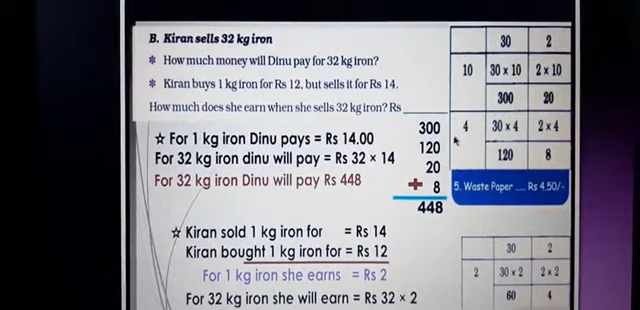 B. Kiran sells 32 kg iron
* How much money will Dinu pay for 32 kg iron?
* Kiran buys 1 kg iron for Rs 12, but sells it for Rs 14.
How much does she earn when she sells 32 kg iron? Rs ______
☆ For 1 kg iron Dinu pays = Rs 14.00
For 32 kg iron dinu will pay = Rs 32 × 14
For 32 kg iron Dinu will pay Rs 448
300
120
20
+ 8
448
30 2
10 30 x 10 2 x 10
300 20
4 30 x 4 2 x 4
120 8
5. Waste Paper .... Rs 4.50/-
☆ Kiran sold 1 kg iron for = Rs 14
Kiran bought 1 kg iron for = Rs 12
For 1 kg iron she earns = Rs 2
For 32 kg iron she will earn = Rs 32 × 2
30 2
2 30 x 2 2 x 2
60 4